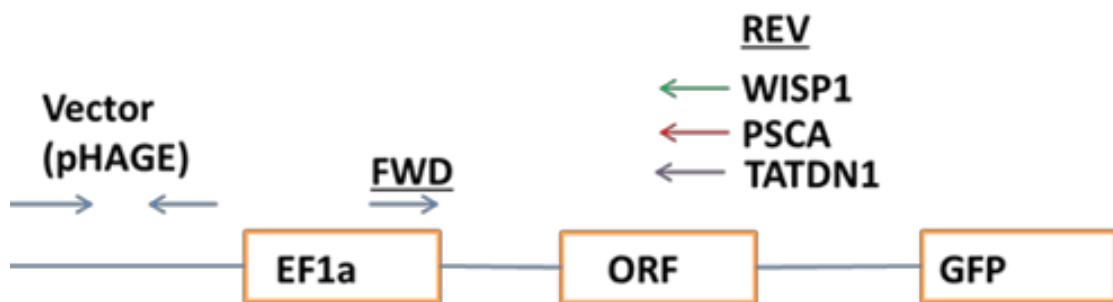 REV
WISP1
Vector
(pHAGE)
PSCA
FWD
TATDN1
EF1a
ORF
GFP